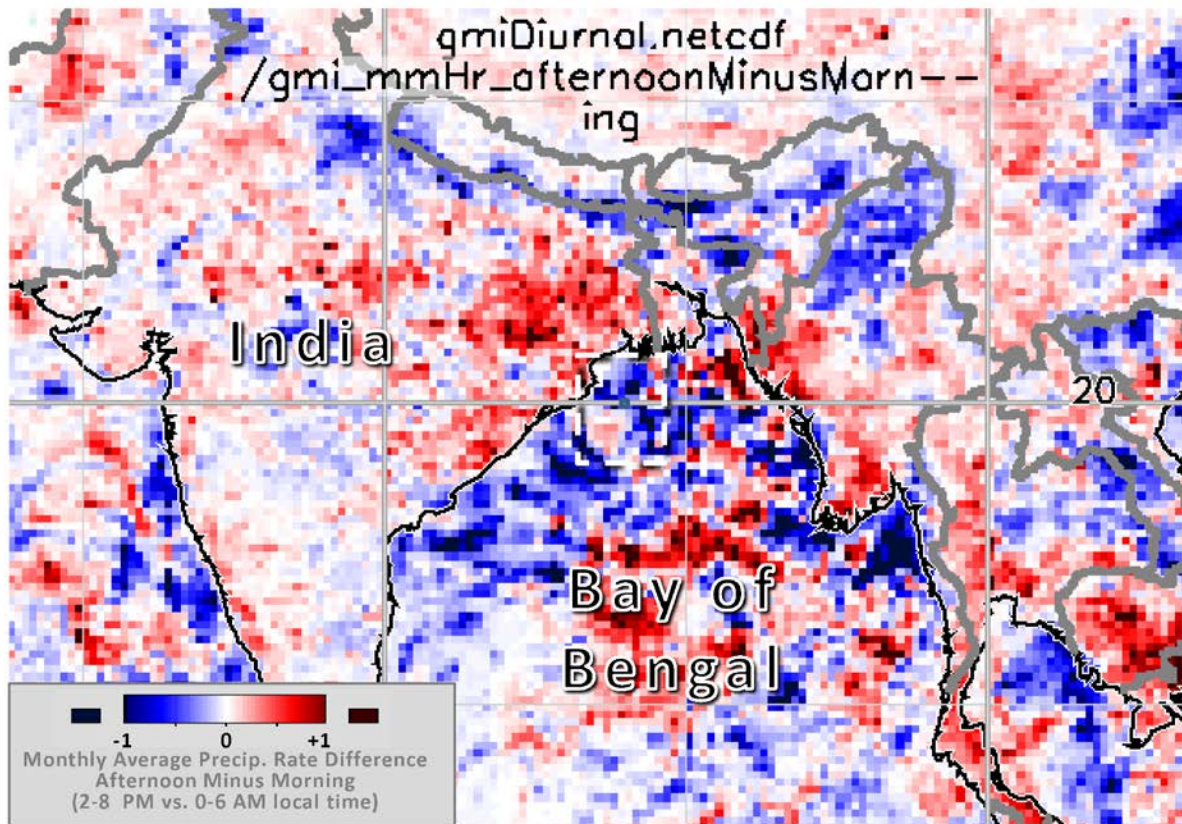 gmiDiurnal.netcdf
/gmi_mmHr_afternoonMinusMorn--
ing
India
20
Bay of
Bengal
-1 0 +1
Monthly Average Precip. Rate Difference
Afternoon Minus Morning
(2-8 PM vs. 0-6 AM local time)